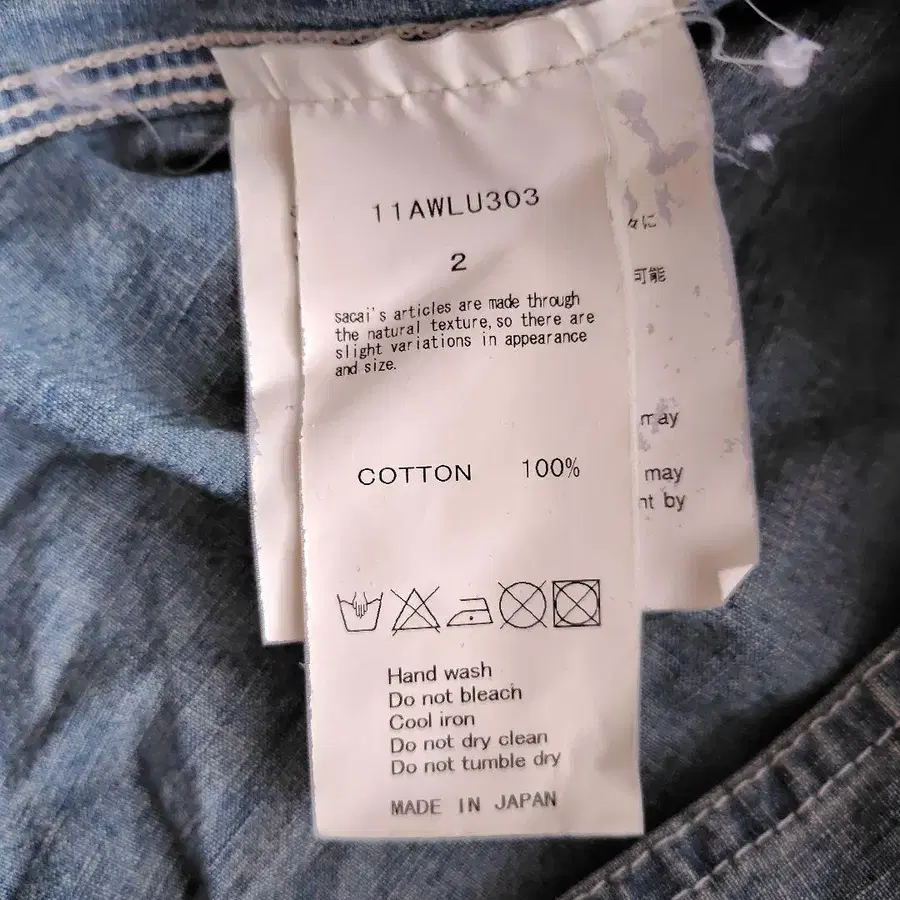 11AWLU303
2
sacai's articles are made through
the natural texture, so there are
slight variations in appearance
and size.
COTTON 100%
Hand wash
Do not bleach
Cool iron
Do not dry clean
Do not tumble dry
MADE IN JAPAN
々に
可能
may
may
by